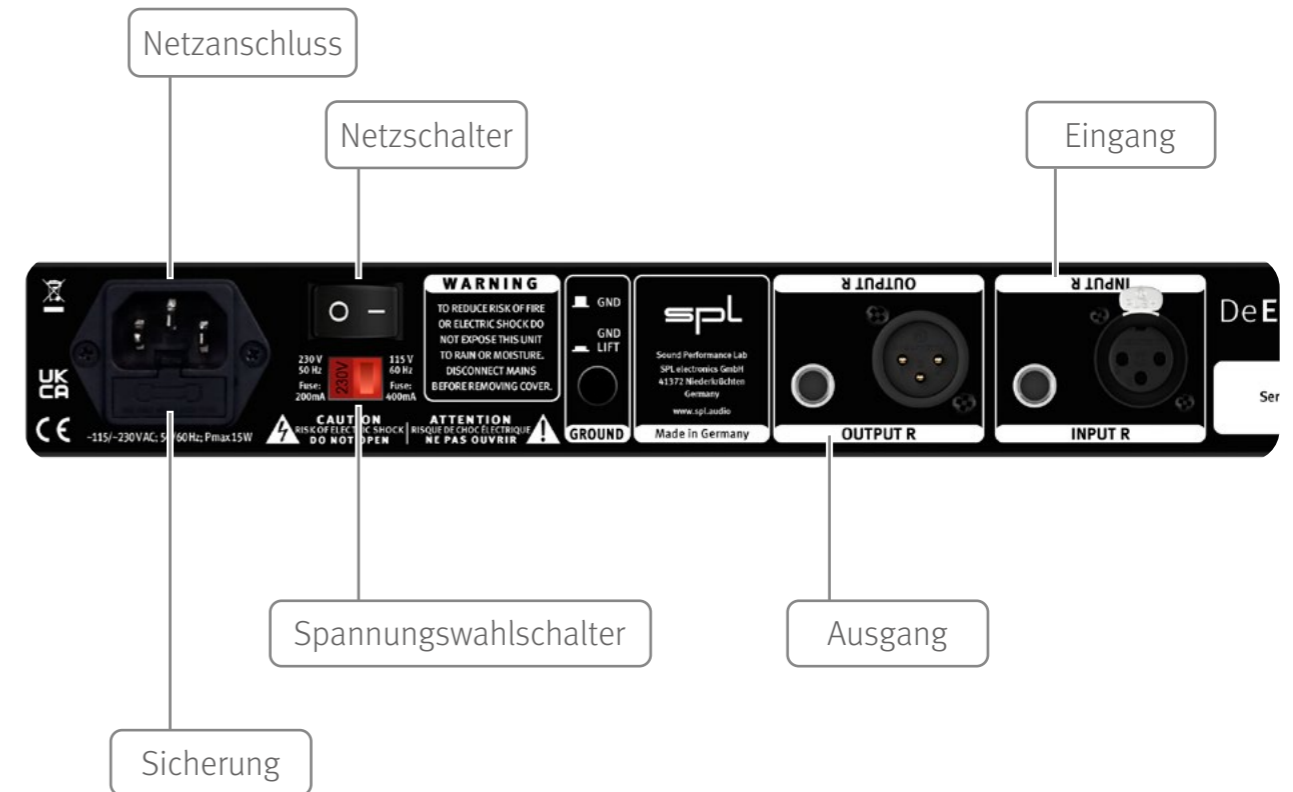 Netzanschluss
Netzschalter
Eingang
WARNING
TO REDUCE RISK OF FIRE
OR ELECTRIC SHOCK DO
NOT EXPOSE THIS UNIT
TO RAIN OR MOISTURE.
DISCONNECT MAINS
BEFORE REMOVING COVER.
230 V
50 Hz
Fuse:
200mA
230V
115 V
60 Hz
Fuse:
400mA
CAUTION
RISK OF ELECTRIC SHOCK
DO NOT OPEN
ATTENTION
RISQUE DE CHOC ÉLECTRIQUE
NE PAS OUVRIR
UK
CA
CE
~115/~230VAC; 50/60Hz; Pmax 15W
GND
GND
LIFT
GROUND
spl
Sound Performance Lab
SPL electronics GmbH
41372 Niederkrüchten
Germany
www.spl.audio
Made in Germany
OUTPUT R
OUTPUT R
INPUT R
INPUT R
DeE
Ser
Spannungswahlschalter
Ausgang
Sicherung